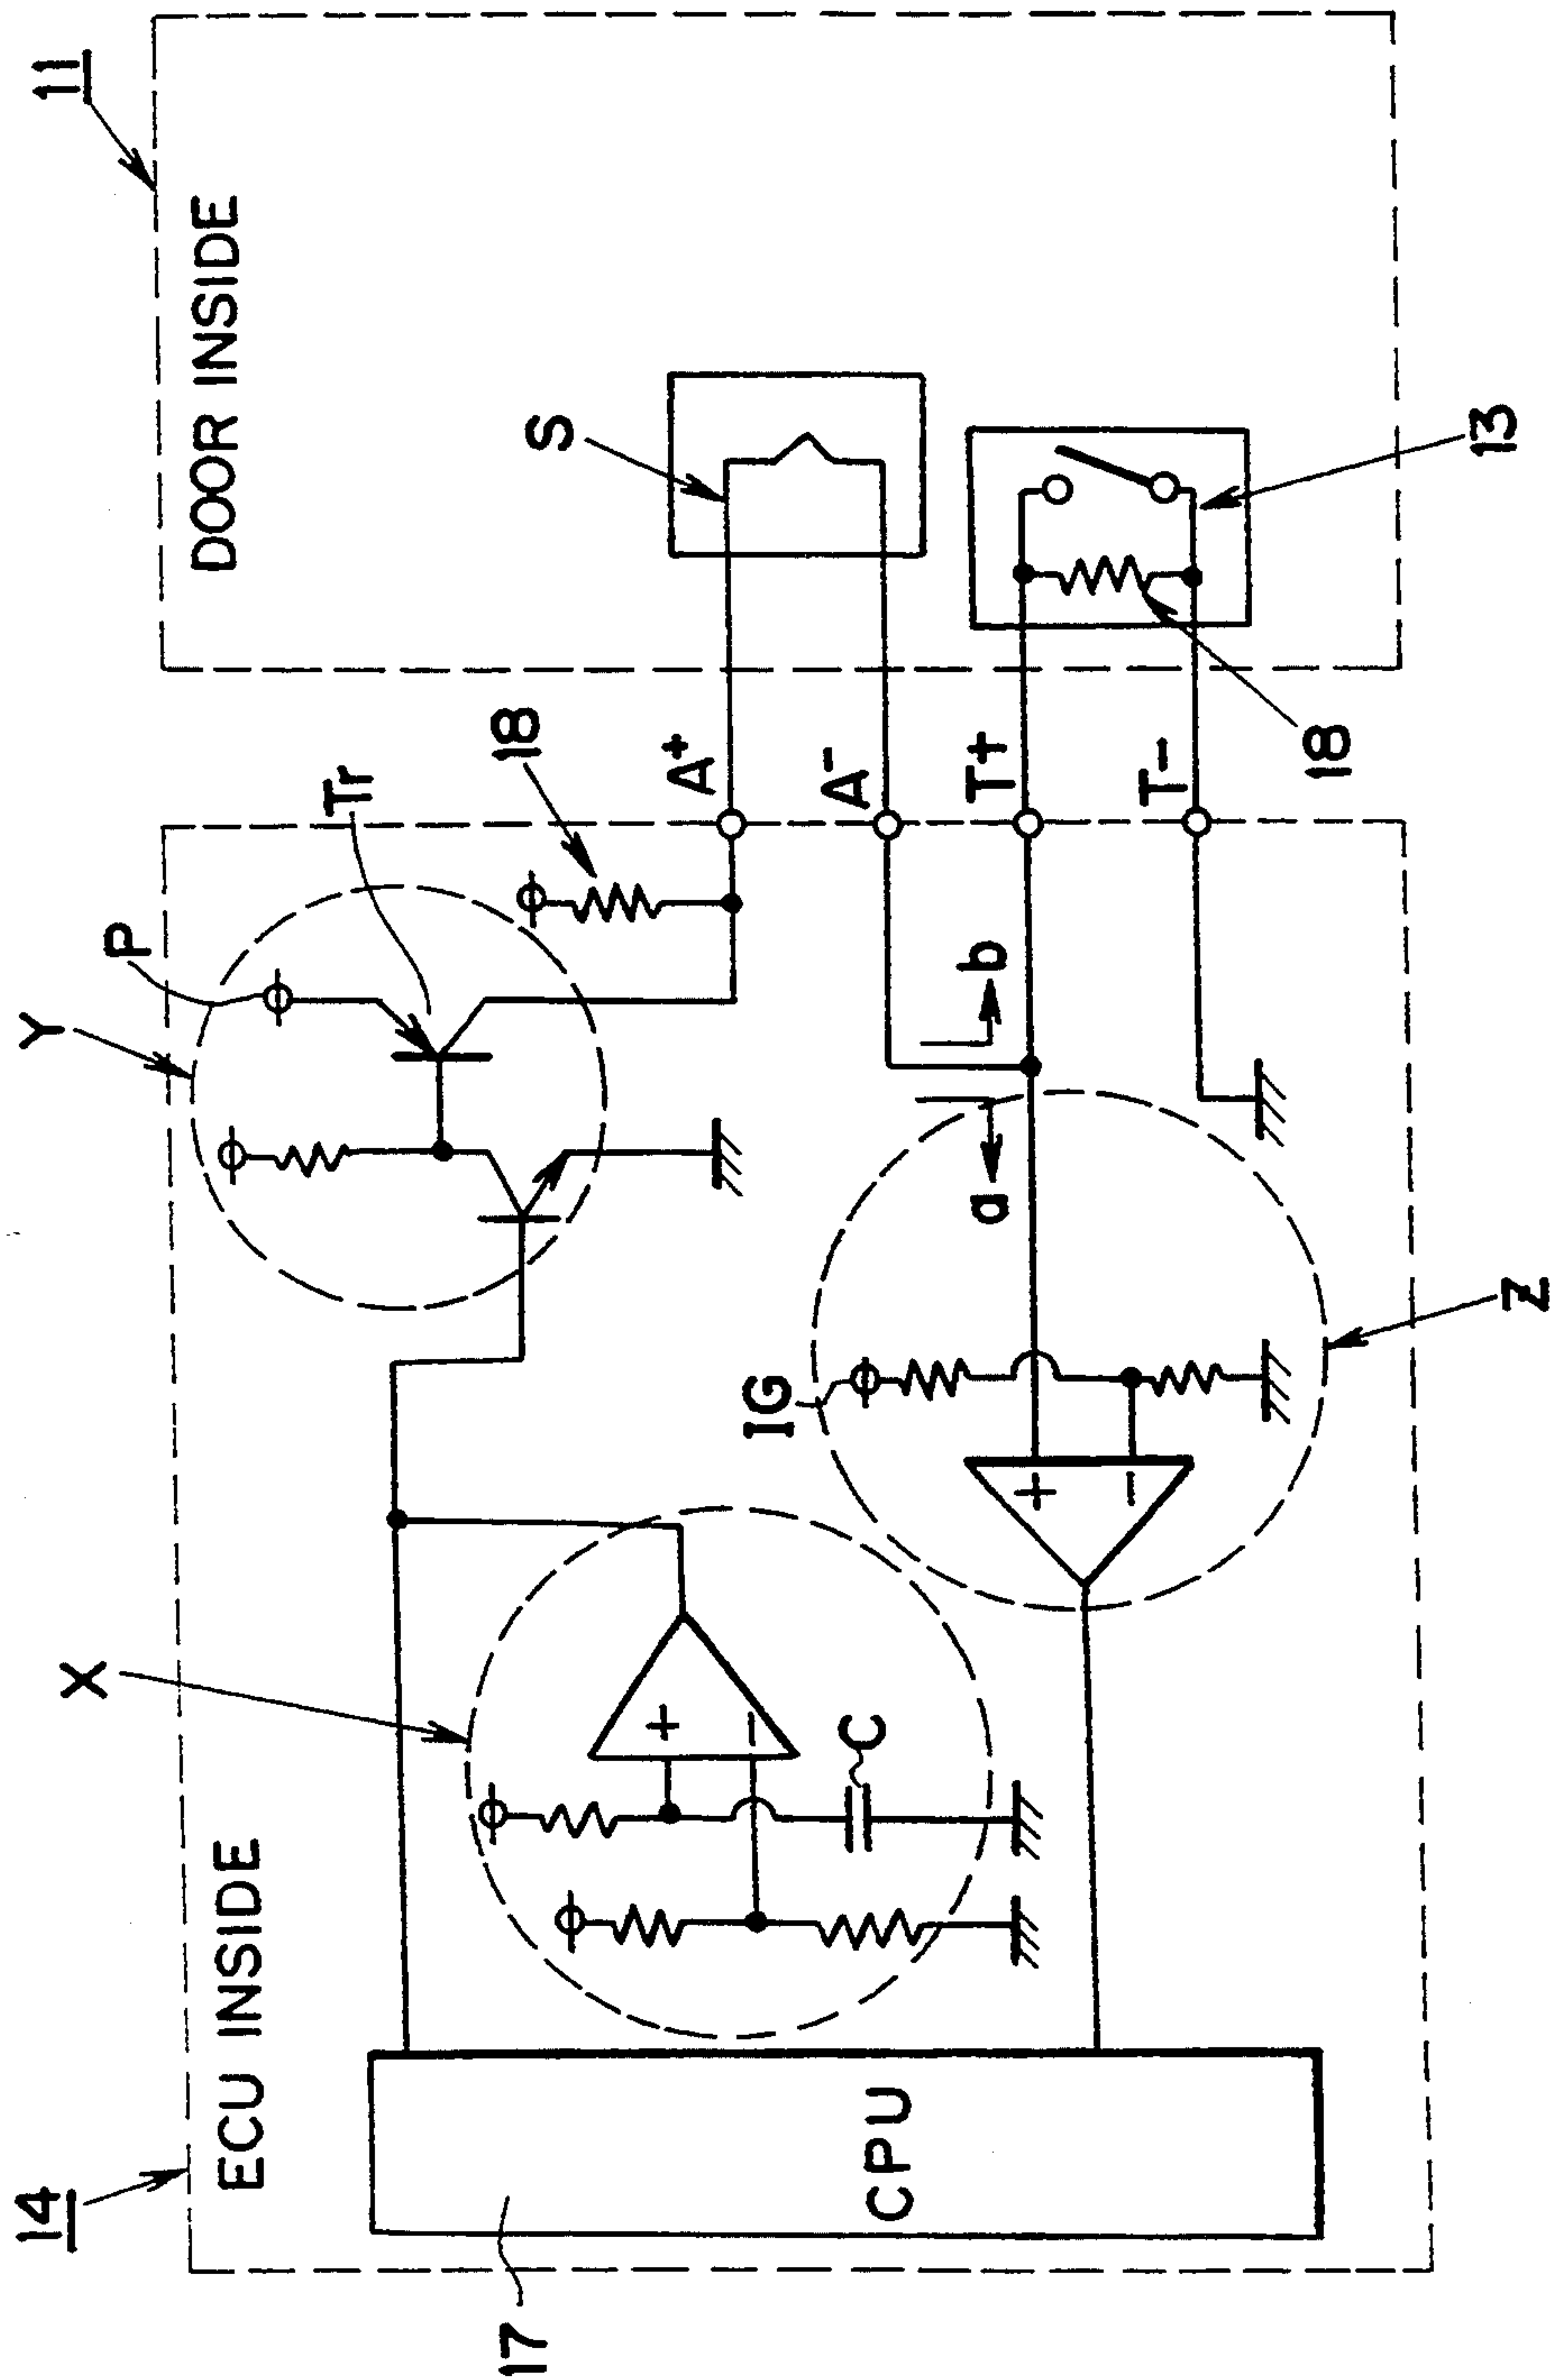 14
ECU INSIDE
17
CPU
X
+
−
C
Y
P
Tr
18
IG
+
−
Z
a
b
A+
A−
T+
T−
11
DOOR INSIDE
S
18
13